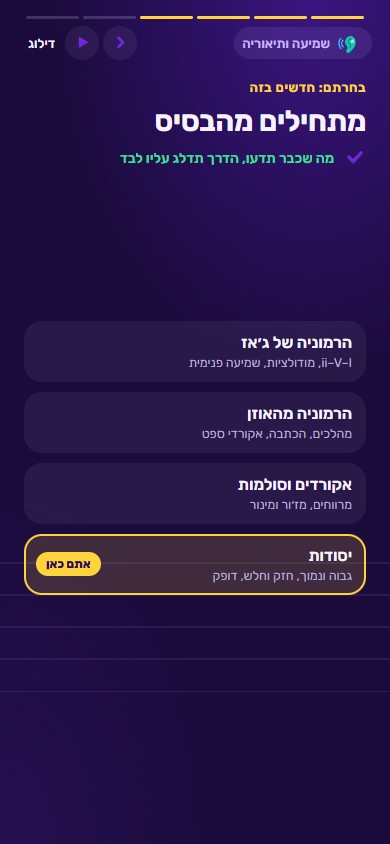 שמיעה ותיאוריה
דילוג
בחרתם: חדשים בזה
מתחילים מהבסיס
מה שכבר תדעו, הדרך תדלג עליו לבד
הרמוניה של ג׳אז
ii–V–I, מודולציות, שמיעה פנימית
הרמוניה מהאוזן
מהלכים, הכתבה, אקורדי ספט
אקורדים וסולמות
מרווחים, מז׳ור ומינור
יסודות
גבוה ונמוך, חזק וחלש, דופק
אתם כאן